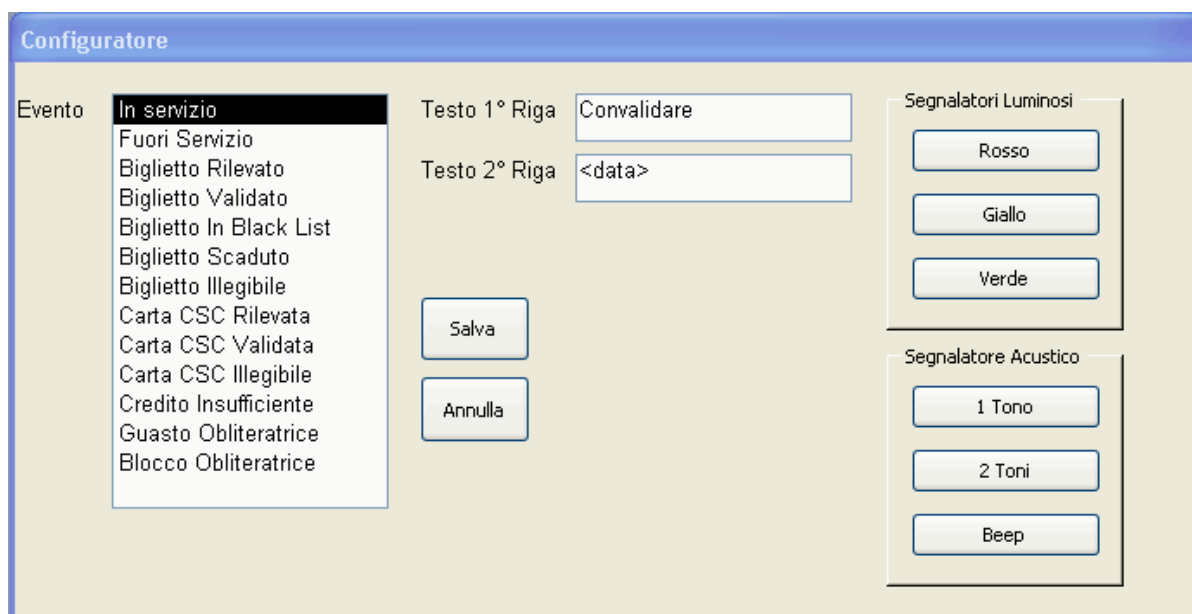 Configuratore
Evento
In servizio
Fuori Servizio
Biglietto Rilevato
Biglietto Validato
Biglietto In Black List
Biglietto Scaduto
Biglietto Illegibile
Carta CSC Rilevata
Carta CSC Validata
Carta CSC Illegibile
Credito Insufficiente
Guasto Obliteratrice
Blocco Obliteratrice
Testo 1° Riga
Convalidare
Testo 2° Riga
<data>
Salva
Annulla
Segnalatori Luminosi
Rosso
Giallo
Verde
Segnalatore Acustico
1 Tono
2 Toni
Beep